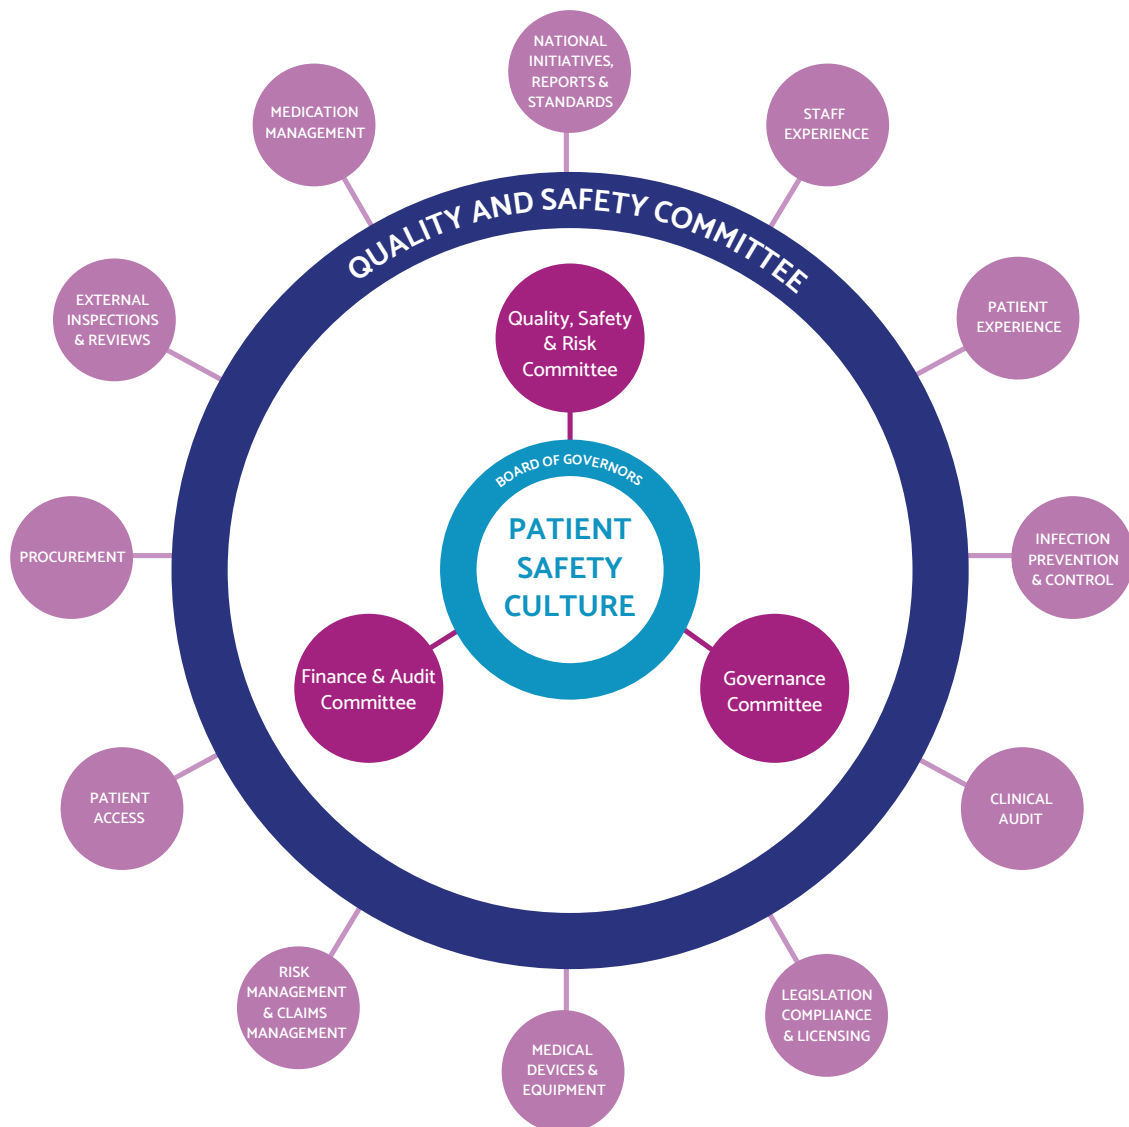 NATIONAL
INITIATIVES,
REPORTS &
STANDARDS
MEDICATION
MANAGEMENT
STAFF
EXPERIENCE
QUALITY AND SAFETY COMMITTEE
EXTERNAL
INSPECTIONS
& REVIEWS
PATIENT
EXPERIENCE
Quality, Safety
& Risk
Committee
BOARD OF GOVERNORS
PATIENT
SAFETY
CULTURE
PROCUREMENT
INFECTION
PREVENTION
& CONTROL
Finance & Audit
Committee
Governance
Committee
PATIENT
ACCESS
CLINICAL
AUDIT
RISK
MANAGEMENT
& CLAIMS
MANAGEMENT
LEGISLATION
COMPLIANCE
& LICENSING
MEDICAL
DEVICES &
EQUIPMENT